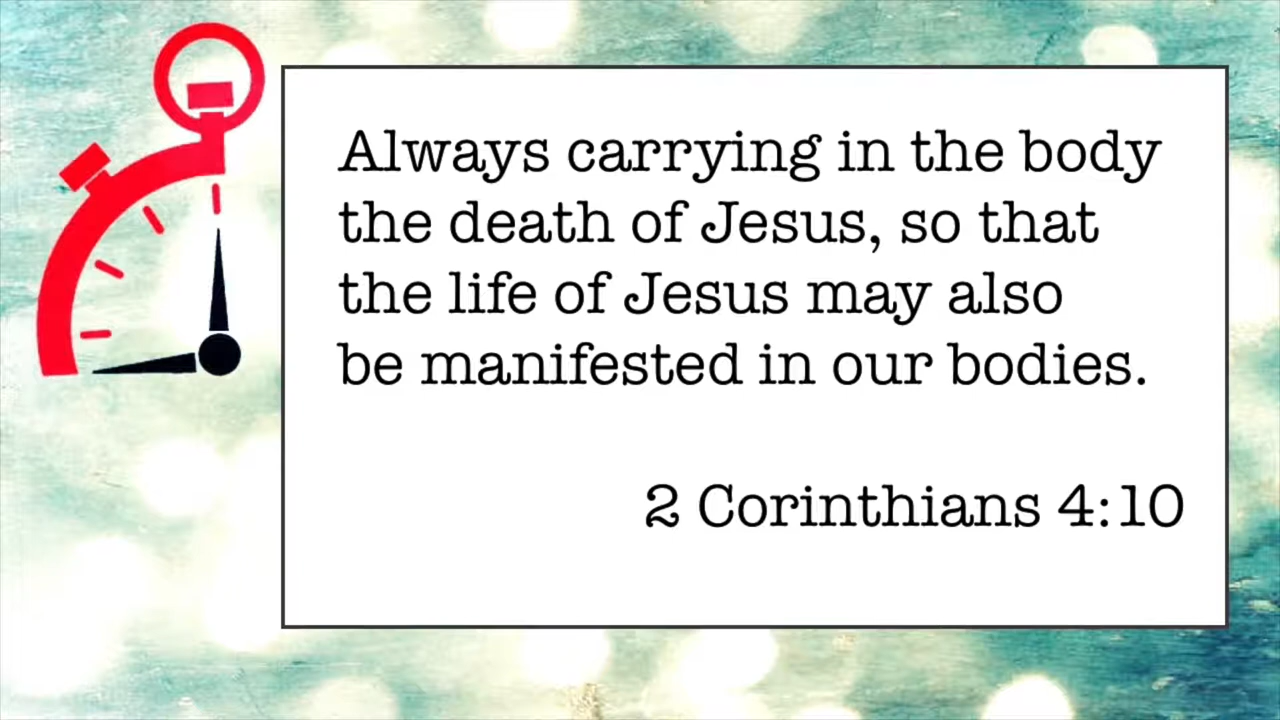 Always carrying in the body
the death of Jesus, so that
the life of Jesus may also
be manifested in our bodies.
2 Corinthians 4:10